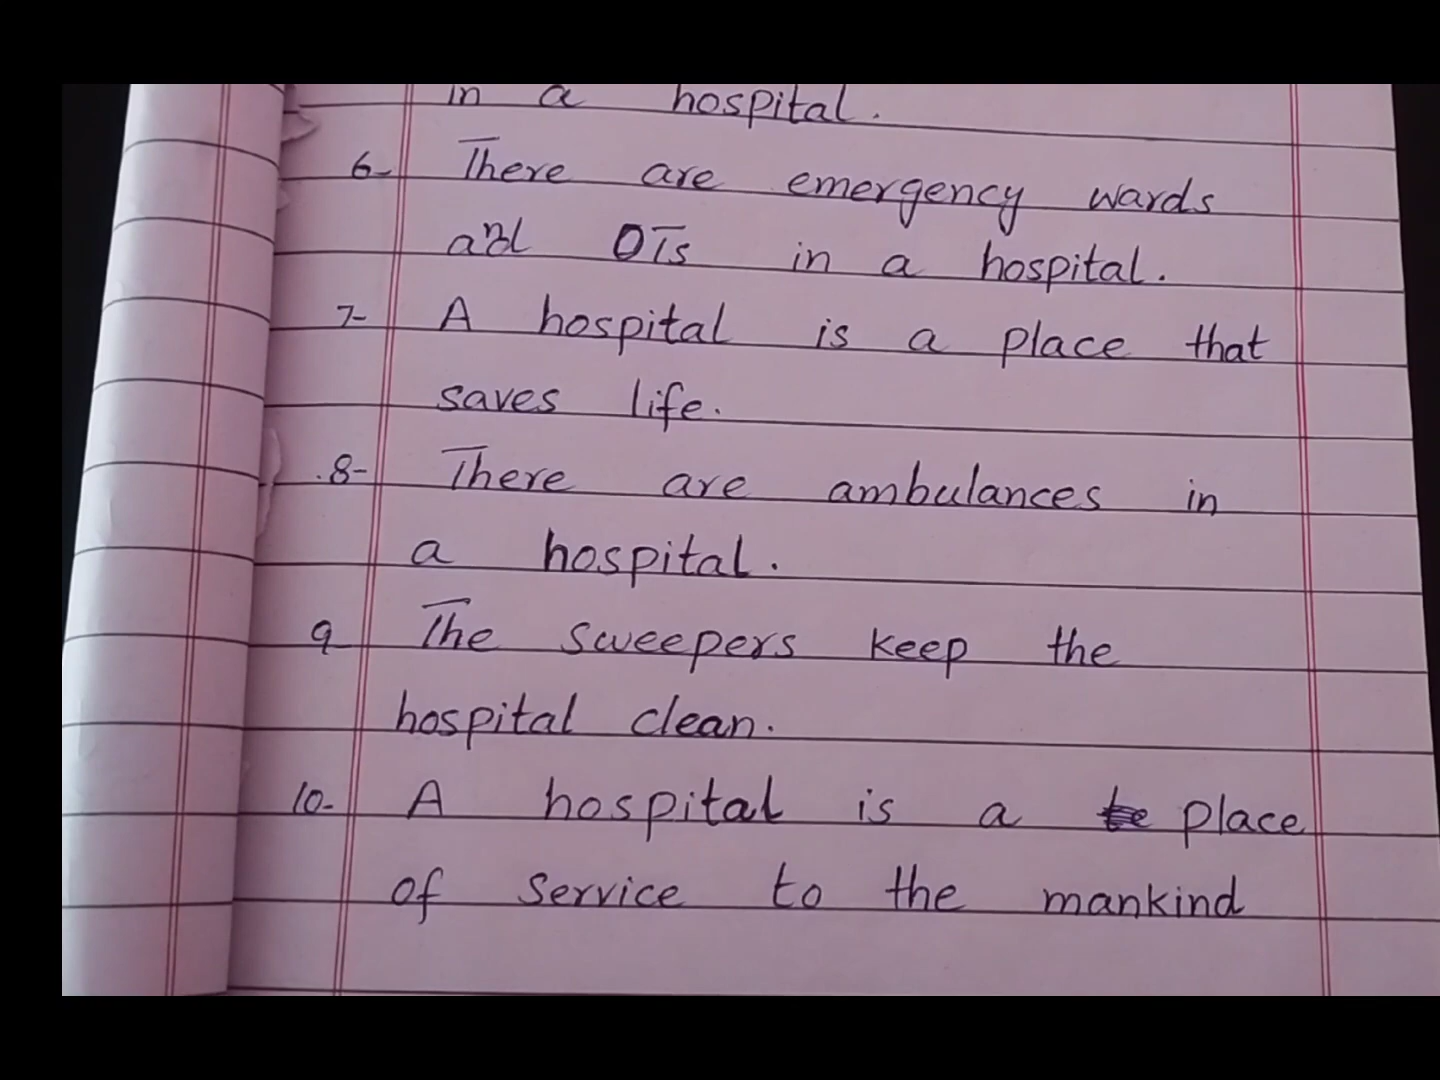 in a hospital.
6- There are emergency wards
and OTs in a hospital.
7- A hospital is a place that
saves life.
8- There are ambulances in
a hospital.
9 The sweepers keep the
hospital clean.
10- A hospital is a place
of service to the mankind